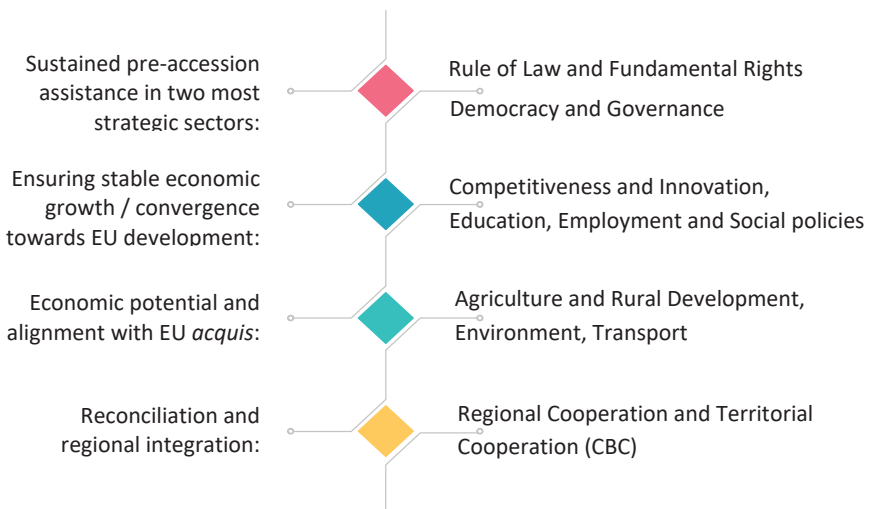 Sustained pre-accession
assistance in two most
strategic sectors:
Rule of Law and Fundamental Rights
Democracy and Governance
Ensuring stable economic
growth / convergence
towards EU development:
Competitiveness and Innovation,
Education, Employment and Social policies
Economic potential and
alignment with EU acquis:
Agriculture and Rural Development,
Environment, Transport
Reconciliation and
regional integration:
Regional Cooperation and Territorial
Cooperation (CBC)